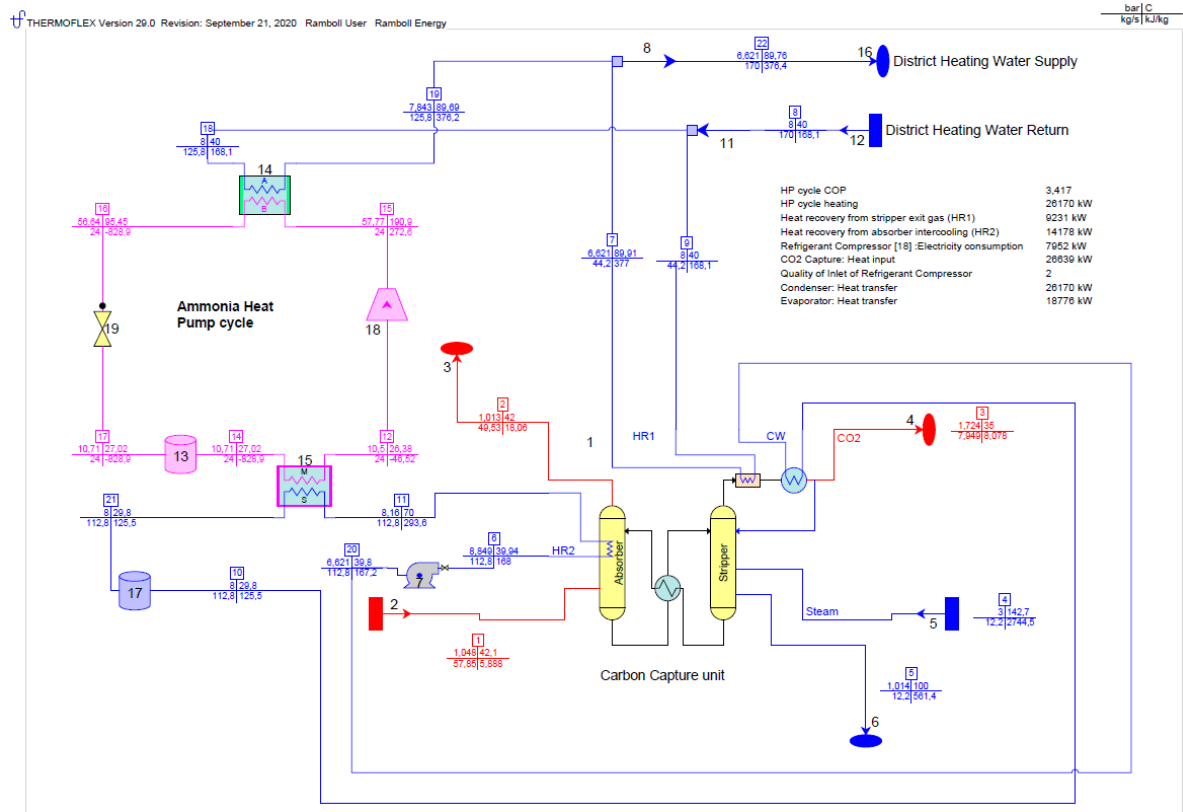 THERMOFLEX Version 29.0 Revision: September 21, 2020 Ramboll User Ramboll Energy
bar C
kg/s kJ/kg
8
22
6,621 89,76
170 376,4
16
District Heating Water Supply
19
7,843 89,69
125,8 376,2
18
8 40
125,8 168,1
11
8
8 40
170 168,1
12
District Heating Water Return
14
A
B
16
56,64 95,45
24 -828,9
15
57,77 190,9
24 272,6
HP cycle COP 3,417
HP cycle heating 26170 kW
Heat recovery from stripper exit gas (HR1) 9231 kW
Heat recovery from absorber intercooling (HR2) 14178 kW
Refrigerant Compressor [18] :Electricity consumption 7952 kW
CO2 Capture: Heat input 26639 kW
Quality of Inlet of Refrigerant Compressor 2
Condenser: Heat transfer 26170 kW
Evaporator: Heat transfer 18776 kW
7
6,621 89,91
44,2 377
9
8 40
44,2 168,1
Ammonia Heat
Pump cycle
19
18
3
2
1,013 42
49,53 18,06
1
HR1
CW
CO2
4
3
1,724 35
7,949 8,078
17
10,71 27,02
24 -828,9
13
14
10,71 27,02
24 -828,9
15
M
S
12
10,5 26,38
24 -46,52
21
8 29,8
112,8 125,5
11
8,16 70
112,8 293,6
20
6,621 39,8
112,8 167,2
7
6
8,849 39,94
112,8 168
HR2
Absorber
Stripper
17
10
8 29,8
112,8 125,5
2
1
1,048 42,1
57,85 5,888
Steam
5
4
3 142,7
12,2 2744,5
Carbon Capture unit
5
1,014 100
12,2 561,4
6